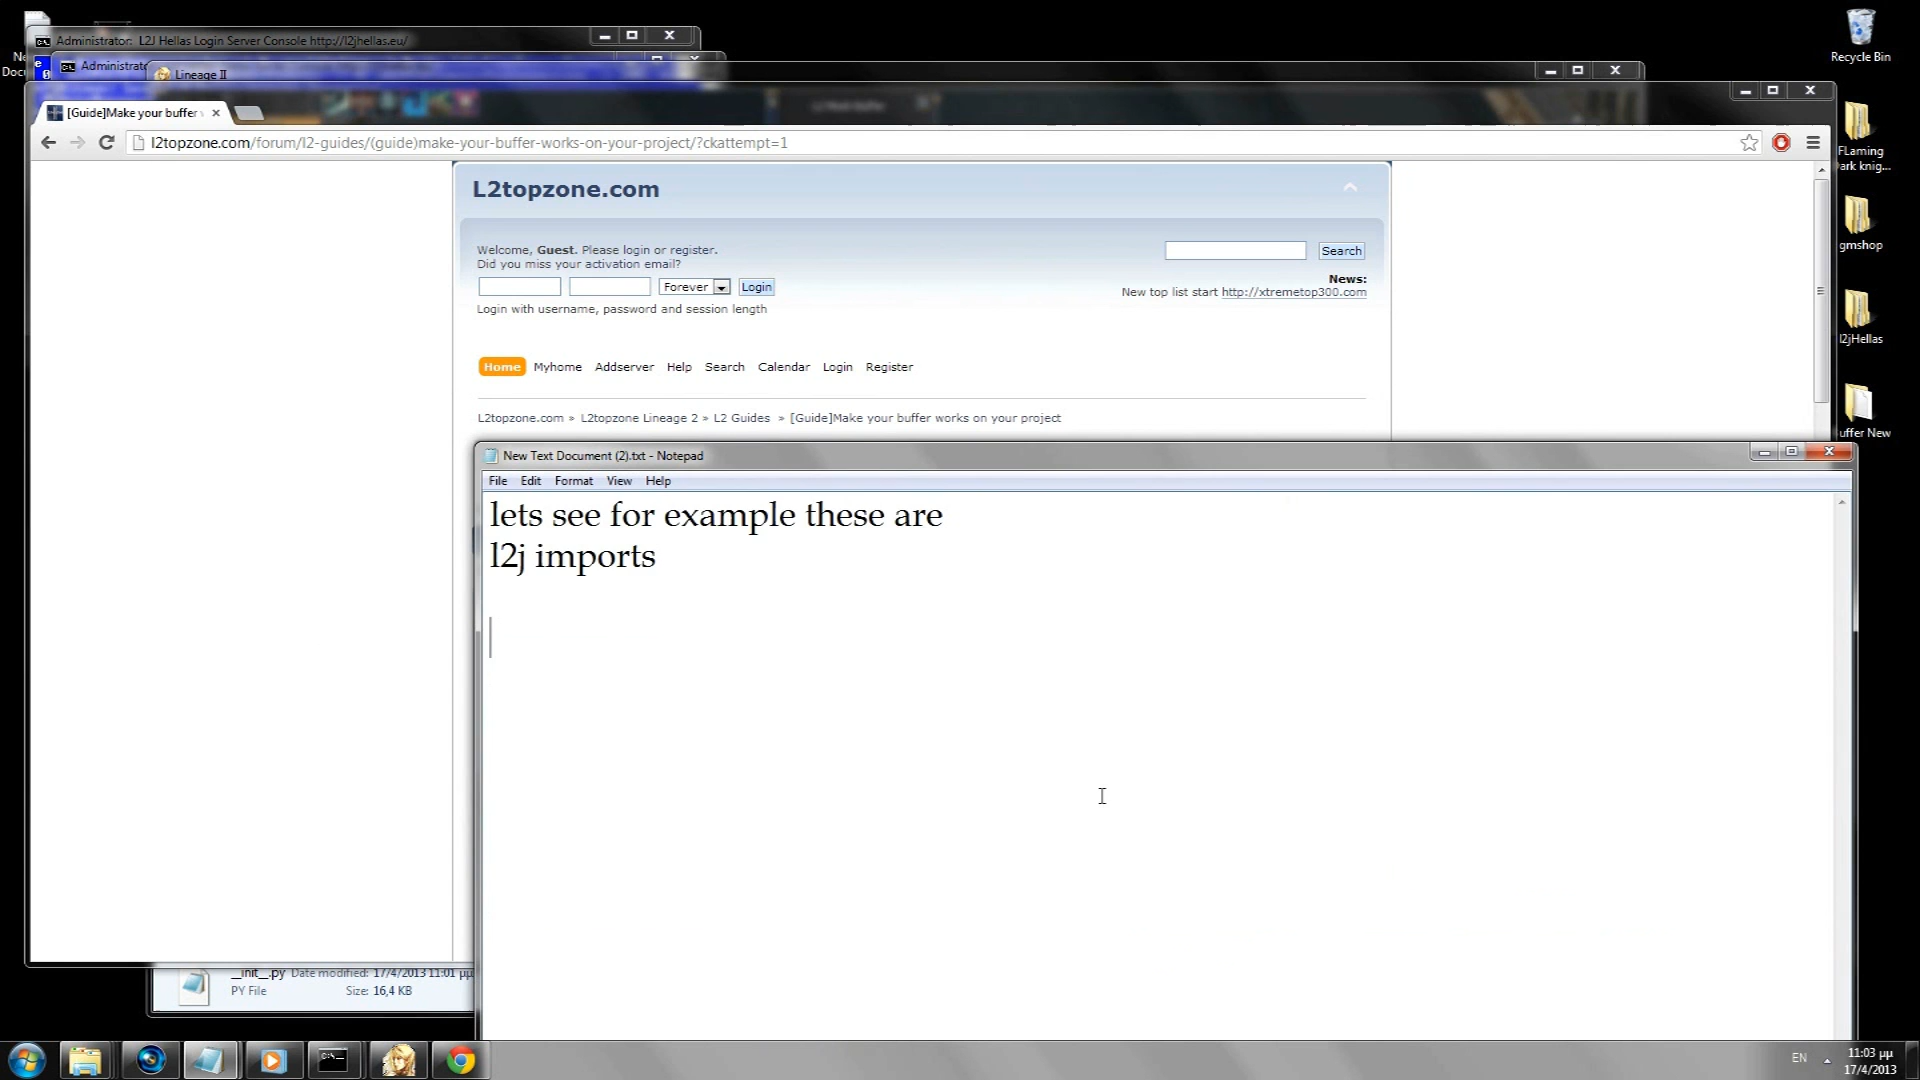 Administrator:  L2J Hellas Login Server Console http://l2jhellas.eu/
Lineage II
Recycle Bin
[Guide]Make your buffer
l2topzone.com/forum/l2-guides/(guide)make-your-buffer-works-on-your-project/?ckattempt=1
L2topzone.com
Welcome, Guest. Please login or register.
Did you miss your activation email?
Forever
Login
Login with username, password and session length
Search
News:
New top list start http://xtremetop300.com
Home Myhome Addserver Help Search Calendar Login Register
L2topzone.com » L2topzone Lineage 2 » L2 Guides » [Guide]Make your buffer works on your project
New Text Document (2).txt - Notepad
File Edit Format View Help
lets see for example these are
l2j imports
__init__.py Date modified: 17/4/2013 11:01 μμ
PY File Size: 16,4 KB
FLaming
gmshop
l2jHellas
uffer New
EN
11:03 μμ
17/4/2013